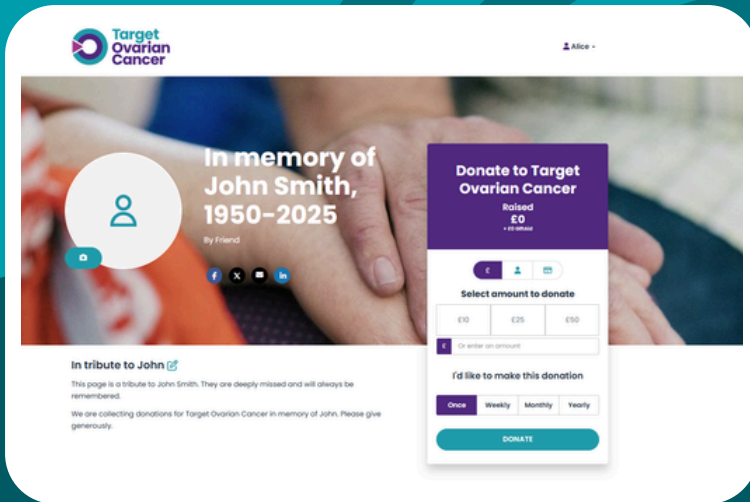 Target
Ovarian
Cancer
Alice
In memory of
John Smith,
1950-2025
By Friend
Donate to Target
Ovarian Cancer
Raised
£0
+ £0 Gift Aid
£
Select amount to donate
£10 £25 £50
£ Or enter an amount
I'd like to make this donation
Once Weekly Monthly Yearly
DONATE
In tribute to John
This page is a tribute to John Smith. They are deeply missed and will always be
remembered.
We are collecting donations for Target Ovarian Cancer in memory of John. Please give
generously.